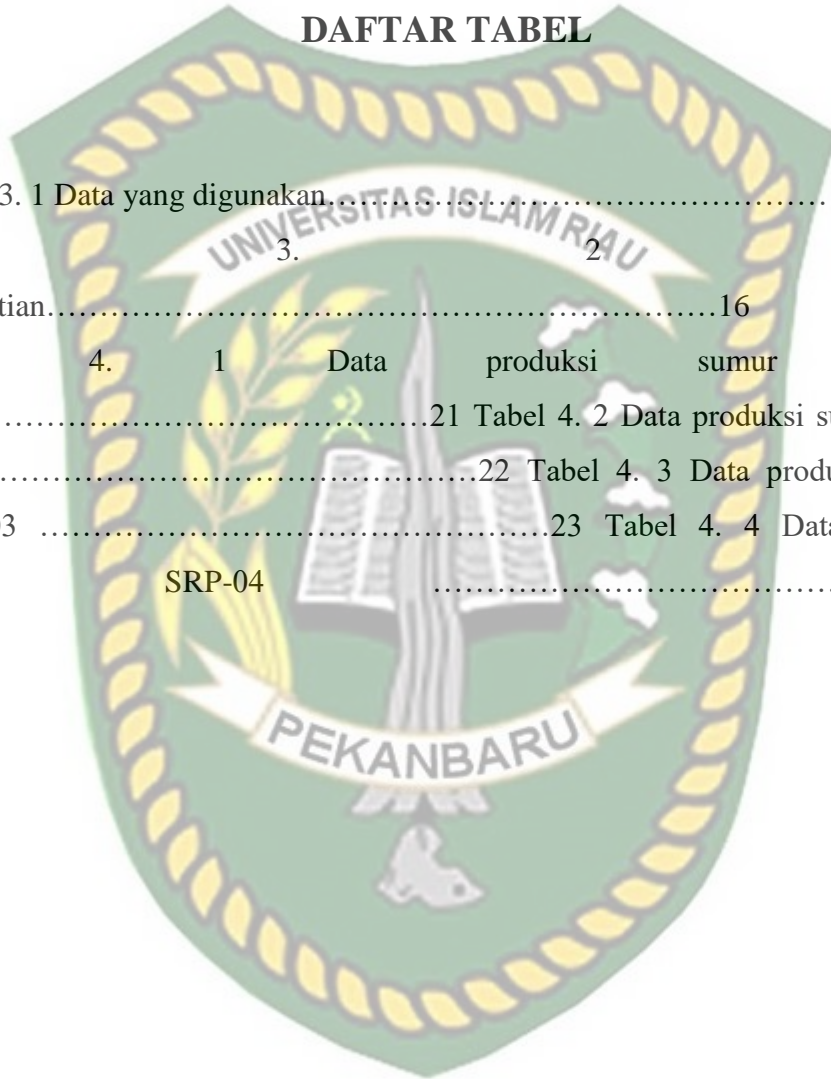 DAFTAR TABEL
3. 1 Data yang digunakan……………………………………………………
UNIVERSITAS ISLAM RIAU
3. 2
tian……………………………………………………………….16
4. 1 Data produksi sumur
……………………………………….21 Tabel 4. 2 Data produksi su
……………………………………………22 Tabel 4. 3 Data produ
03 ……………………………………………23 Tabel 4. 4 Data
SRP-04 ……………………………………
PEKANBARU